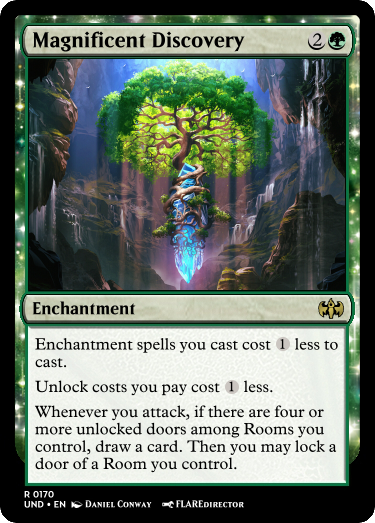 Magnificent Discovery 2
Enchantment
Enchantment spells you cast cost 1 less to
cast.
Unlock costs you pay cost 1 less.
Whenever you attack, if there are four or
more unlocked doors among Rooms you
control, draw a card. Then you may lock a
door of a Room you control.
R 0170
UND • EN Daniel Conway FLAREdirector